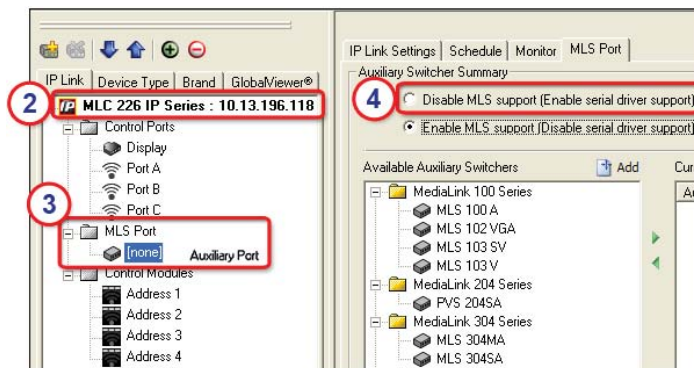 IP Link Device Type Brand GlobalViewer®
2 IP MLC 226 IP Series : 10.13.196.118
Control Ports
Display
Port A
Port B
Port C
3
MLS Port
[none] Auxiliary Port
Control Modules
Address 1
Address 2
Address 3
Address 4
IP Link Settings Schedule Monitor MLS Port
Auxiliary Switcher Summary
4 Disable MLS support (Enable serial driver support)
Enable MLS support (Disable serial driver support)
Available Auxiliary Switchers Add
MediaLink 100 Series
MLS 100 A
MLS 102 VGA
MLS 103 SV
MLS 103 V
MediaLink 204 Series
PVS 204SA
MediaLink 304 Series
MLS 304MA
MLS 304SA